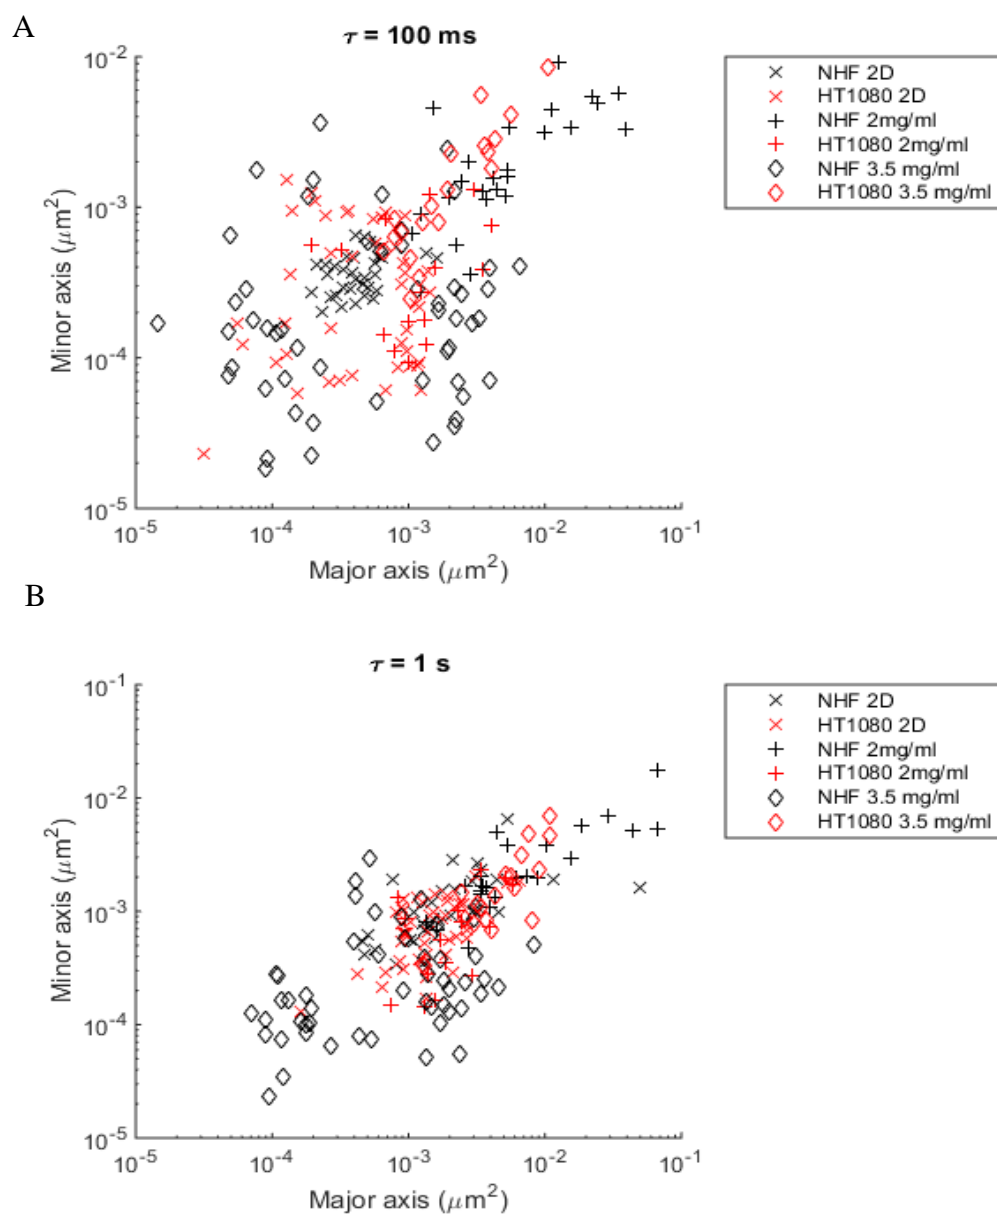 A
τ = 100 ms
10⁻²
10⁻³
10⁻⁴
10⁻⁵
Minor axis (μm²)
10⁻⁵ 10⁻⁴ 10⁻³ 10⁻² 10⁻¹
Major axis (μm²)
NHF 2D
HT1080 2D
NHF 2mg/ml
HT1080 2mg/ml
NHF 3.5 mg/ml
HT1080 3.5 mg/ml
B
τ = 1 s
10⁻¹
10⁻²
10⁻³
10⁻⁴
10⁻⁵
Minor axis (μm²)
10⁻⁵ 10⁻⁴ 10⁻³ 10⁻² 10⁻¹
Major axis (μm²)
NHF 2D
HT1080 2D
NHF 2mg/ml
HT1080 2mg/ml
NHF 3.5 mg/ml
HT1080 3.5 mg/ml